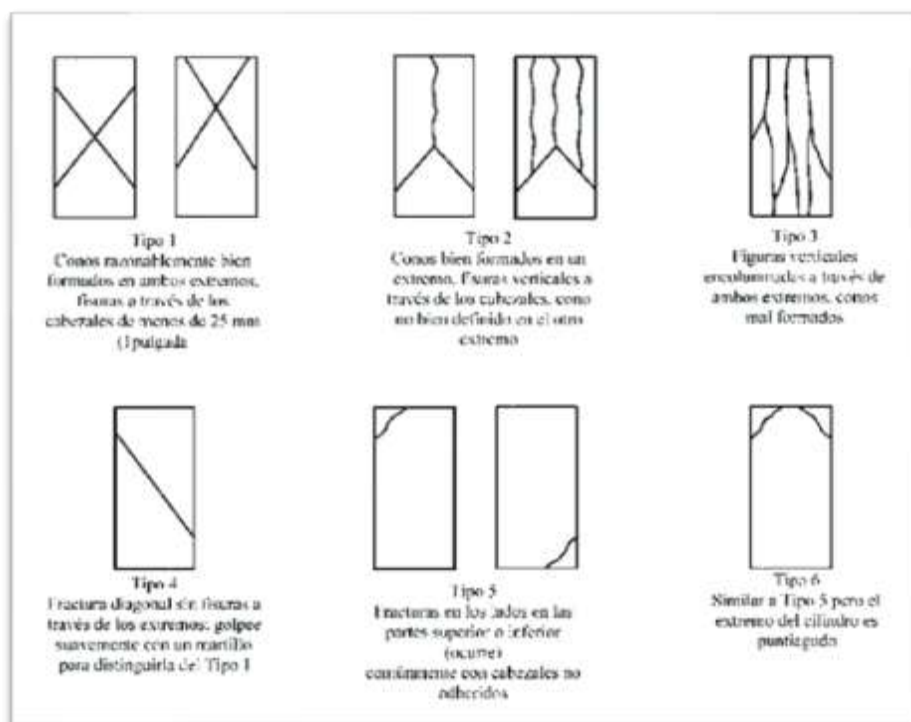 Tipo 1
Conos razonablemente bien
formados en ambos extremos,
fisuras a través de los
cabezales de menos de 25 mm
(1pulgada
Tipo 2
Conos bien formados en un
extremo, fisuras verticales a
través de los cabezales, cono
no bien definido en el otro
extremo
Tipo 3
Figuras verticales
encolumnadas a través de
ambos extremos, conos
mal formados
Tipo 4
Fractura diagonal sin fisuras a
través de los extremos, golpee
suavemente con un martillo
para distinguirla del Tipo 1
Tipo 5
Fracturas en los lados en las
partes superior o inferior
(ocurre)
comúnmente con cabezales no
adheridos
Tipo 6
Similar a Tipo 5 pero el
extremo del cilindro es
puntiagudo